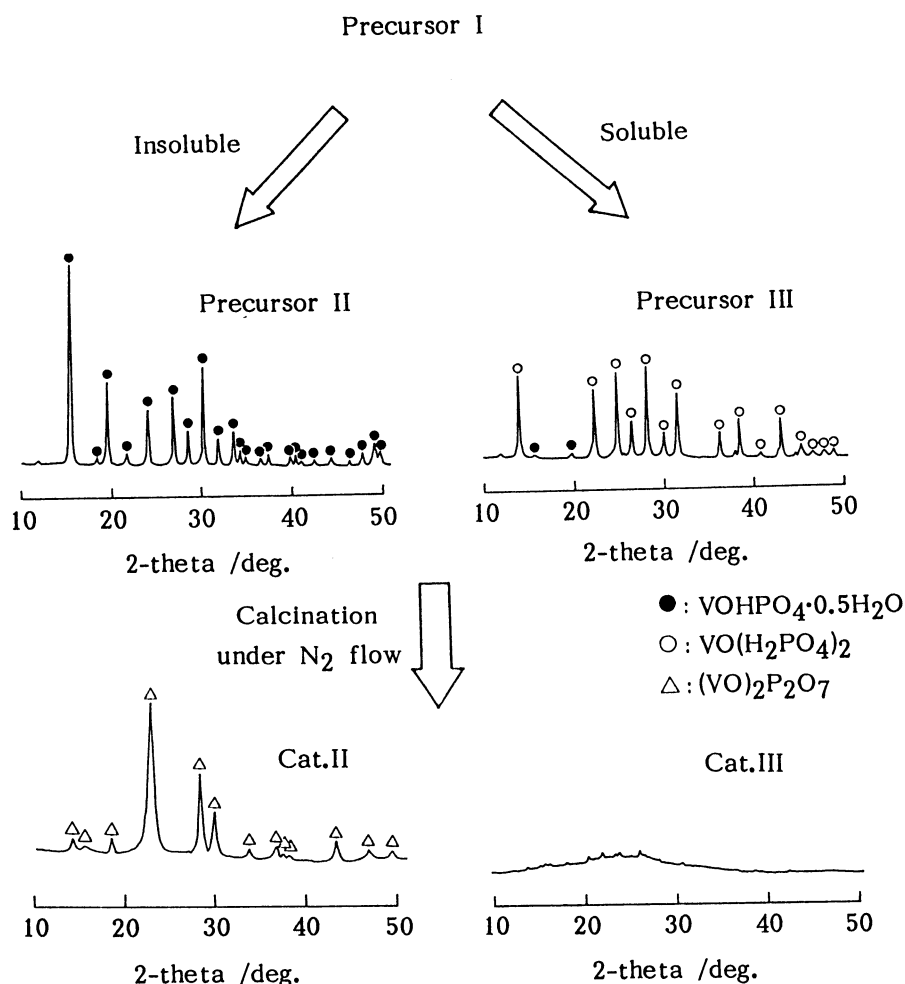 Precursor I
Insoluble
Soluble
Precursor II
Precursor III
10 20 30 40 50
2-theta /deg.
10 20 30 40 50
2-theta /deg.
Calcination
under N2 flow
● : VOHPO4·0.5H2O
○ : VO(H2PO4)2
△ : (VO)2P2O7
Cat.II
Cat.III
10 20 30 40 50
2-theta /deg.
10 20 30 40 50
2-theta /deg.